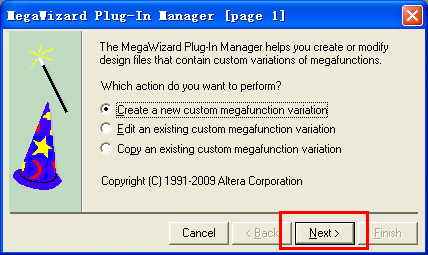 MegaWizard Plug-In Manager [page 1]
The MegaWizard Plug-In Manager helps you create or modify
design files that contain custom variations of megafunctions.
Which action do you want to perform?
Create a new custom megafunction variation
Edit an existing custom megafunction variation
Copy an existing custom megafunction variation
Copyright (C) 1991-2009 Altera Corporation
Cancel < Back Next > Finish